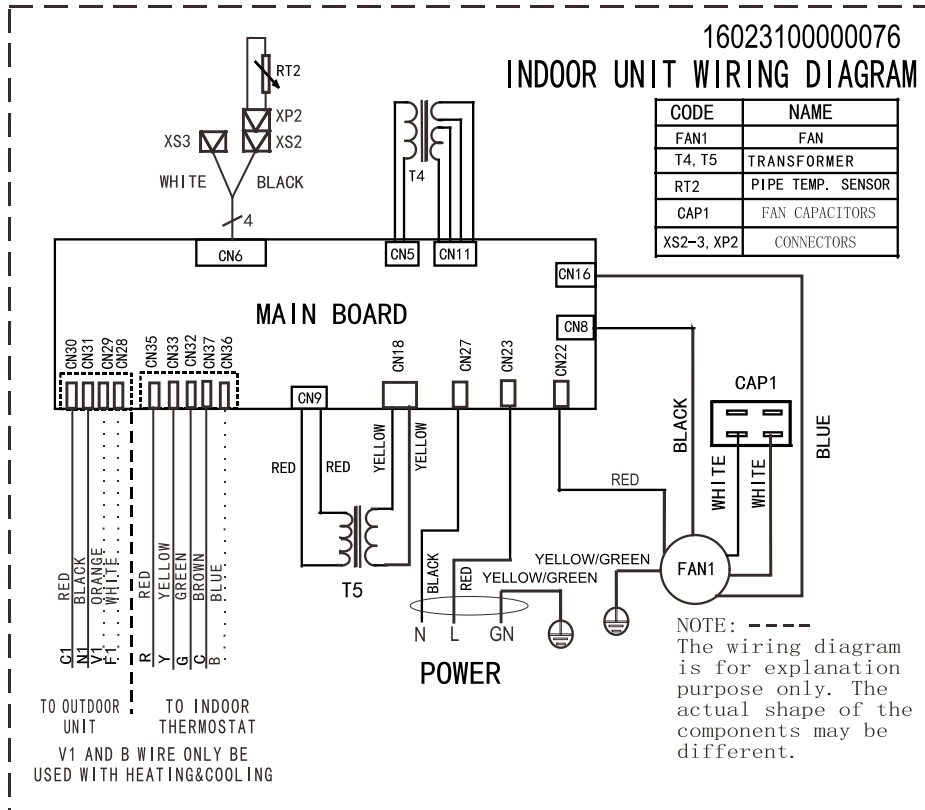 16023100000076
INDOOR UNIT WIRING DIAGRAM
CODE NAME
FAN1 FAN
T4, T5 TRANSFORMER
RT2 PIPE TEMP. SENSOR
CAP1 FAN CAPACITORS
XS2-3, XP2 CONNECTORS
RT2
XP2
XS3
XS2
WHITE
BLACK
4
T4
CN6
CN5
CN11
CN16
MAIN BOARD
CN8
CN30
CN31
CN29
CN28
CN35
CN33
CN32
CN37
CN36
CN18
CN27
CN23
CN22
CN9
CAP1
BLACK
BLUE
WHITE
WHITE
RED
RED
YELLOW
YELLOW
RED
T5
BLACK
RED
YELLOW/GREEN
YELLOW/GREEN
FAN1
RED
BLACK
ORANGE
WHITE
RED
YELLOW
GREEN
BROWN
BLUE
C1
N1
V1
F1
R
Y
G
C
B
N
L
GN
POWER
TO OUTDOOR
UNIT
TO INDOOR
THERMOSTAT
V1 AND B WIRE ONLY BE
USED WITH HEATING&COOLING
NOTE:
The wiring diagram
is for explanation
purpose only. The
actual shape of the
components may be
different.